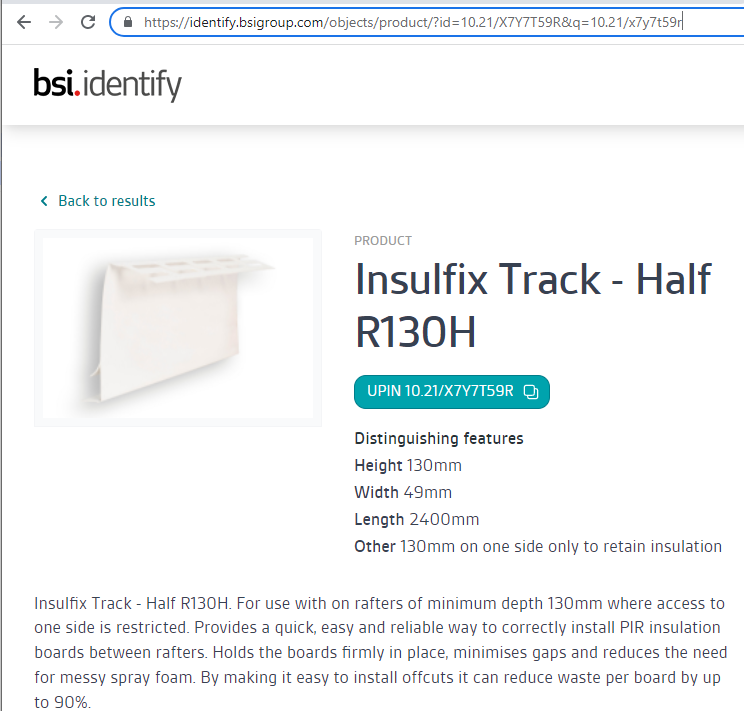 https://identify.bsigroup.com/objects/product/?id=10.21/X7Y7T59R&q=10.21/x7y7t59r
bsi.identify
Back to results
PRODUCT
Insulfix Track - Half
R130H
UPIN 10.21/X7Y7T59R
Distinguishing features
Height 130mm
Width 49mm
Length 2400mm
Other 130mm on one side only to retain insulation
Insulfix Track - Half R130H. For use with on rafters of minimum depth 130mm where access to
one side is restricted. Provides a quick, easy and reliable way to correctly install PIR insulation
boards between rafters. Holds the boards firmly in place, minimises gaps and reduces the need
for messy spray foam. By making it easy to install offcuts it can reduce waste per board by up
to 90%.